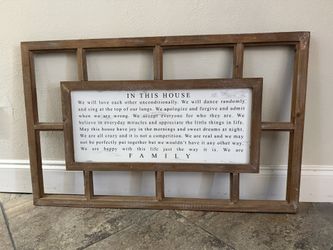 IN THIS HOUSE
We will love each other unconditionally. We will dance randomly
and sing at the top of our lungs. We apologize and forgive and admit
when we are wrong. We accept everyone for who they are. We
believe in everyday miracles and appreciate the little things in life.
May this house have joy in the mornings and sweet dreams at night.
We are all crazy and it is not a competition. We are real and we may
not be perfectly put together but we wouldn't have it any other way.
We are happy with this life just the way it is. We are
FAMILY